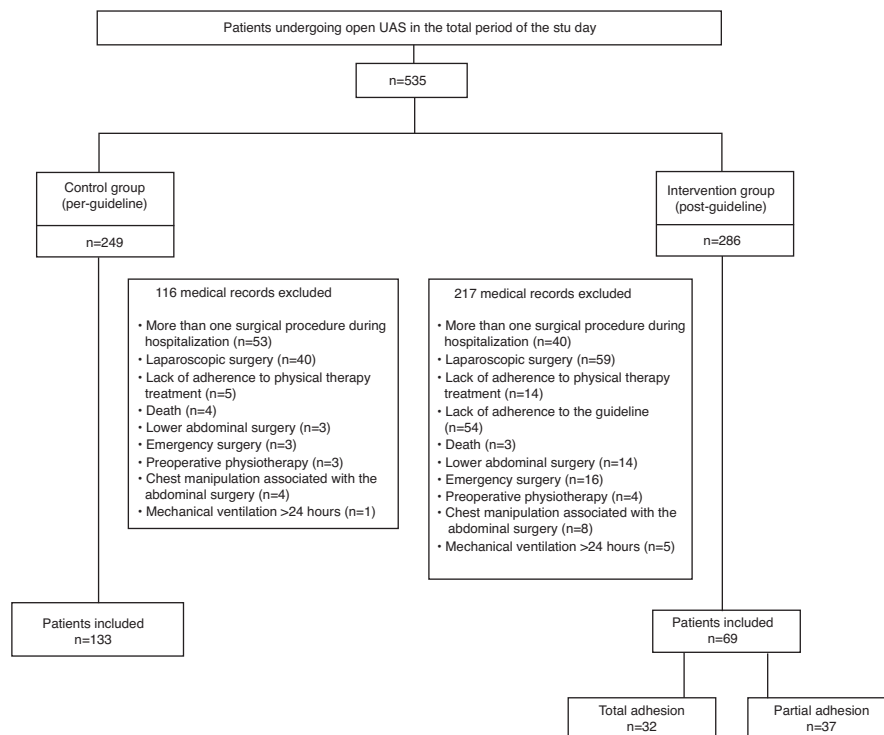 Patients undergoing open UAS in the total period of the stu day
n=535
Control group
(per-guideline)
n=249
Intervention group
(post-guideline)
n=286
116 medical records excluded
• More than one surgical procedure during
hospitalization (n=53)
• Laparoscopic surgery (n=40)
• Lack of adherence to physical therapy
treatment (n=5)
• Death (n=4)
• Lower abdominal surgery (n=3)
• Emergency surgery (n=3)
• Preoperative physiotherapy (n=3)
• Chest manipulation associated with the
abdominal surgery (n=4)
• Mechanical ventilation >24 hours (n=1)
217 medical records excluded
• More than one surgical procedure during
hospitalization (n=40)
• Laparoscopic surgery (n=59)
• Lack of adherence to physical therapy
treatment (n=14)
• Lack of adherence to the guideline
(n=54)
• Death (n=3)
• Lower abdominal surgery (n=14)
• Emergency surgery (n=16)
• Preoperative physiotherapy (n=4)
• Chest manipulation associated with the
abdominal surgery (n=8)
• Mechanical ventilation >24 hours (n=5)
Patients included
n=133
Patients included
n=69
Total adhesion
n=32
Partial adhesion
n=37